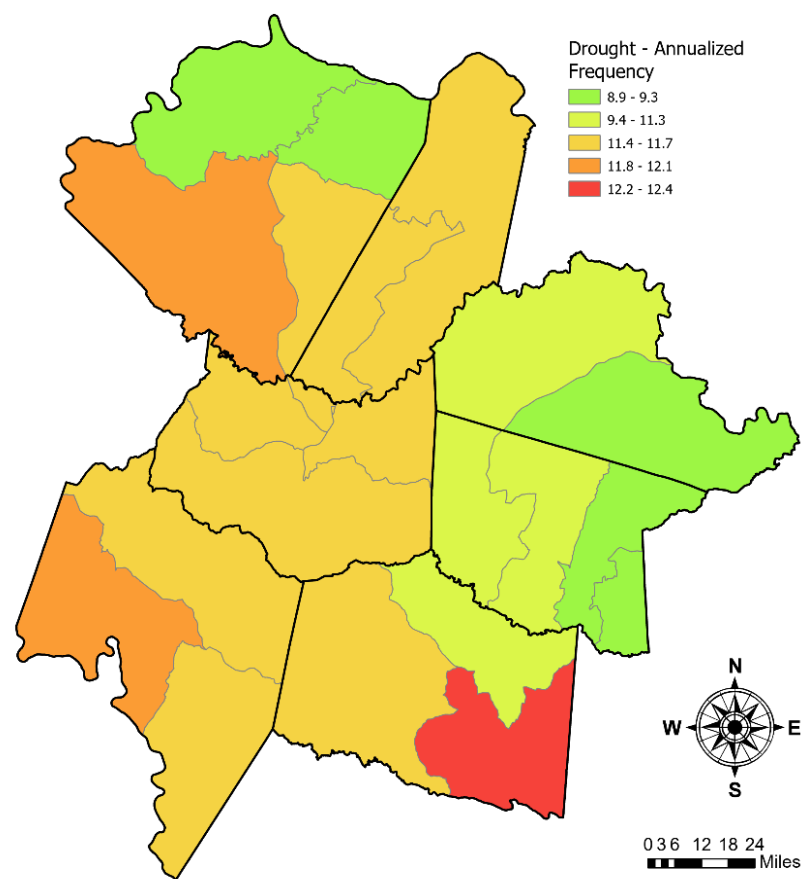 Drought - Annualized
Frequency
8.9 - 9.3
9.4 - 11.3
11.4 - 11.7
11.8 - 12.1
12.2 - 12.4
N
W E
S
0 3 6 12 18 24
Miles